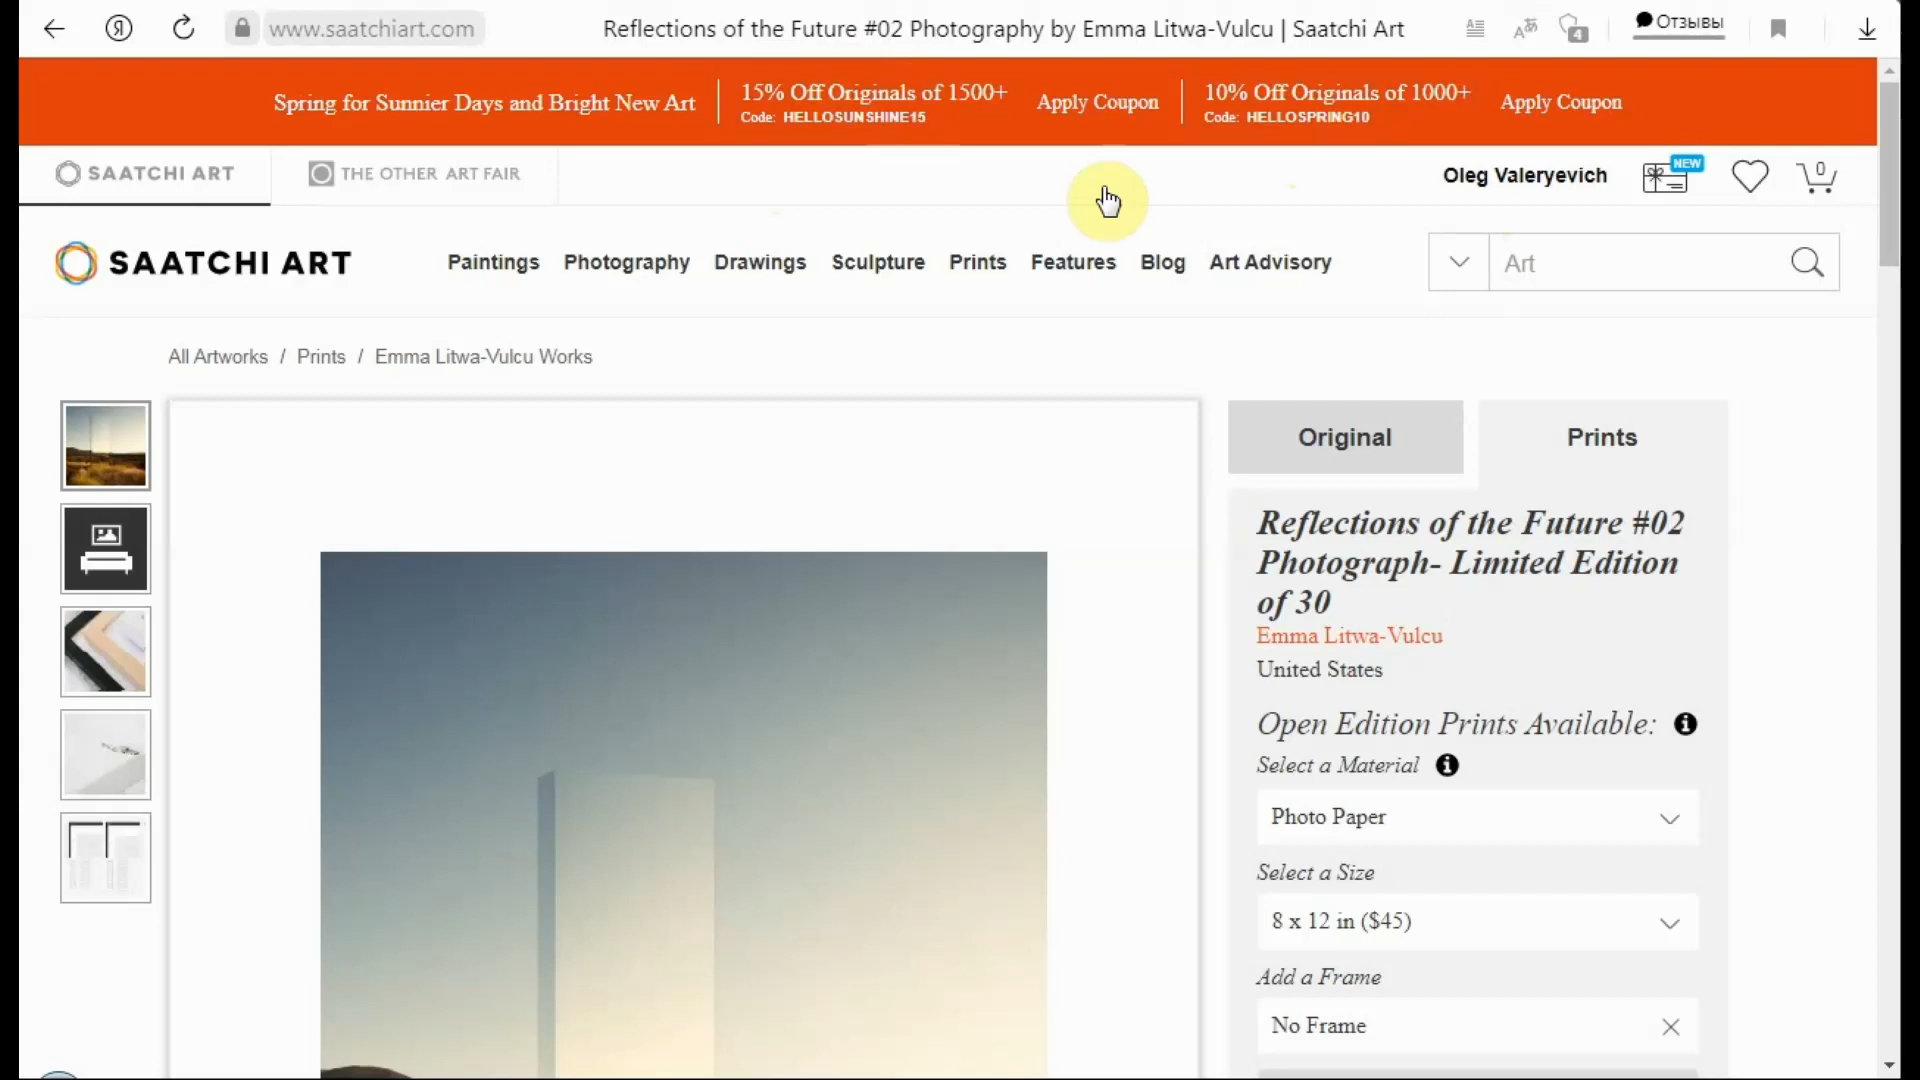 www.saatchiart.com
Reflections of the Future #02 Photography by Emma Litwa-Vulcu | Saatchi Art
4
Отзывы
Spring for Sunnier Days and Bright New Art
15% Off Originals of 1500+
Code: HELLOSUNSHINE15
Apply Coupon
10% Off Originals of 1000+
Code: HELLOSPRING10
Apply Coupon
SAATCHI ART
THE OTHER ART FAIR
Oleg Valeryevich
NEW
0
SAATCHI ART
Paintings
Photography
Drawings
Sculpture
Prints
Features
Blog
Art Advisory
Art
All Artworks / Prints / Emma Litwa-Vulcu Works
Original
Prints
Reflections of the Future #02
Photograph- Limited Edition
of 30
Emma Litwa-Vulcu
United States
Open Edition Prints Available:
Select a Material
Photo Paper
Select a Size
8 x 12 in ($45)
Add a Frame
No Frame